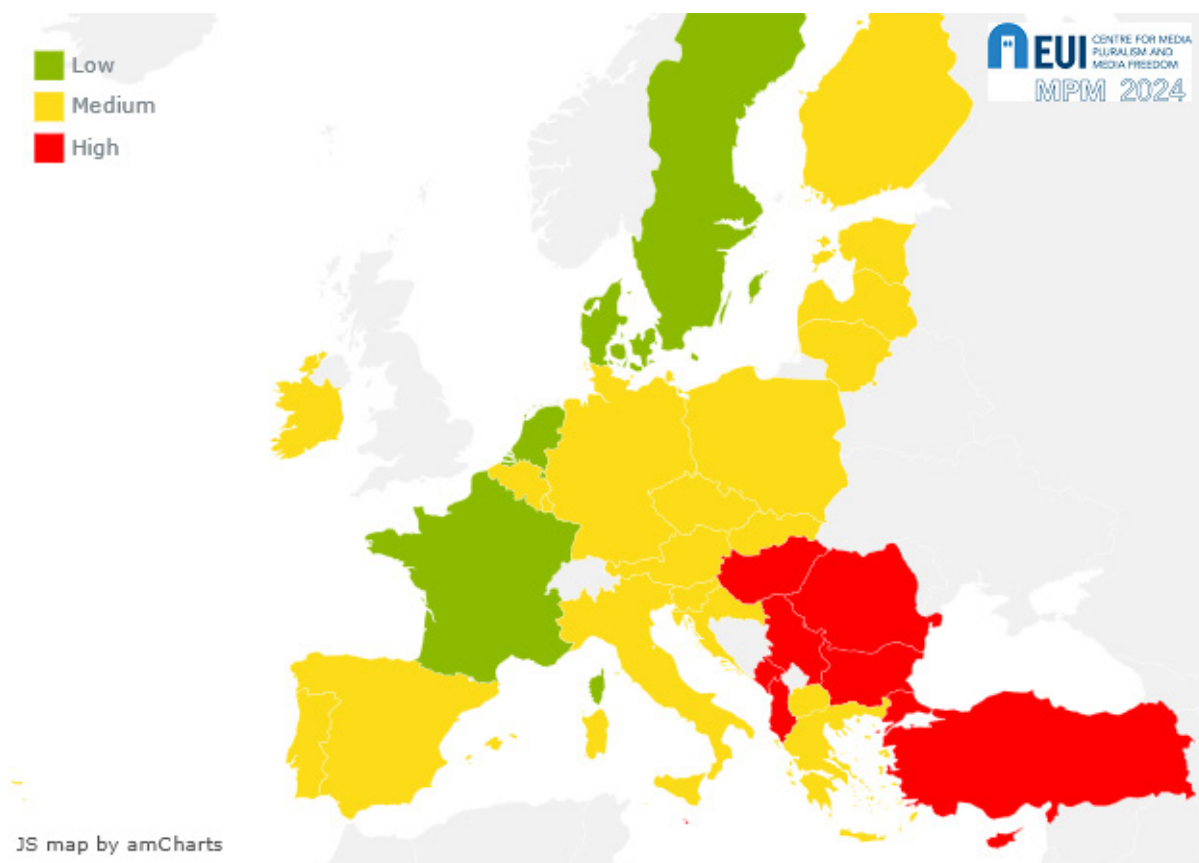 Low
Medium
High
EUI
CENTRE FOR MEDIA
PLURALISM AND
MEDIA FREEDOM
MPM 2024
JS map by amCharts